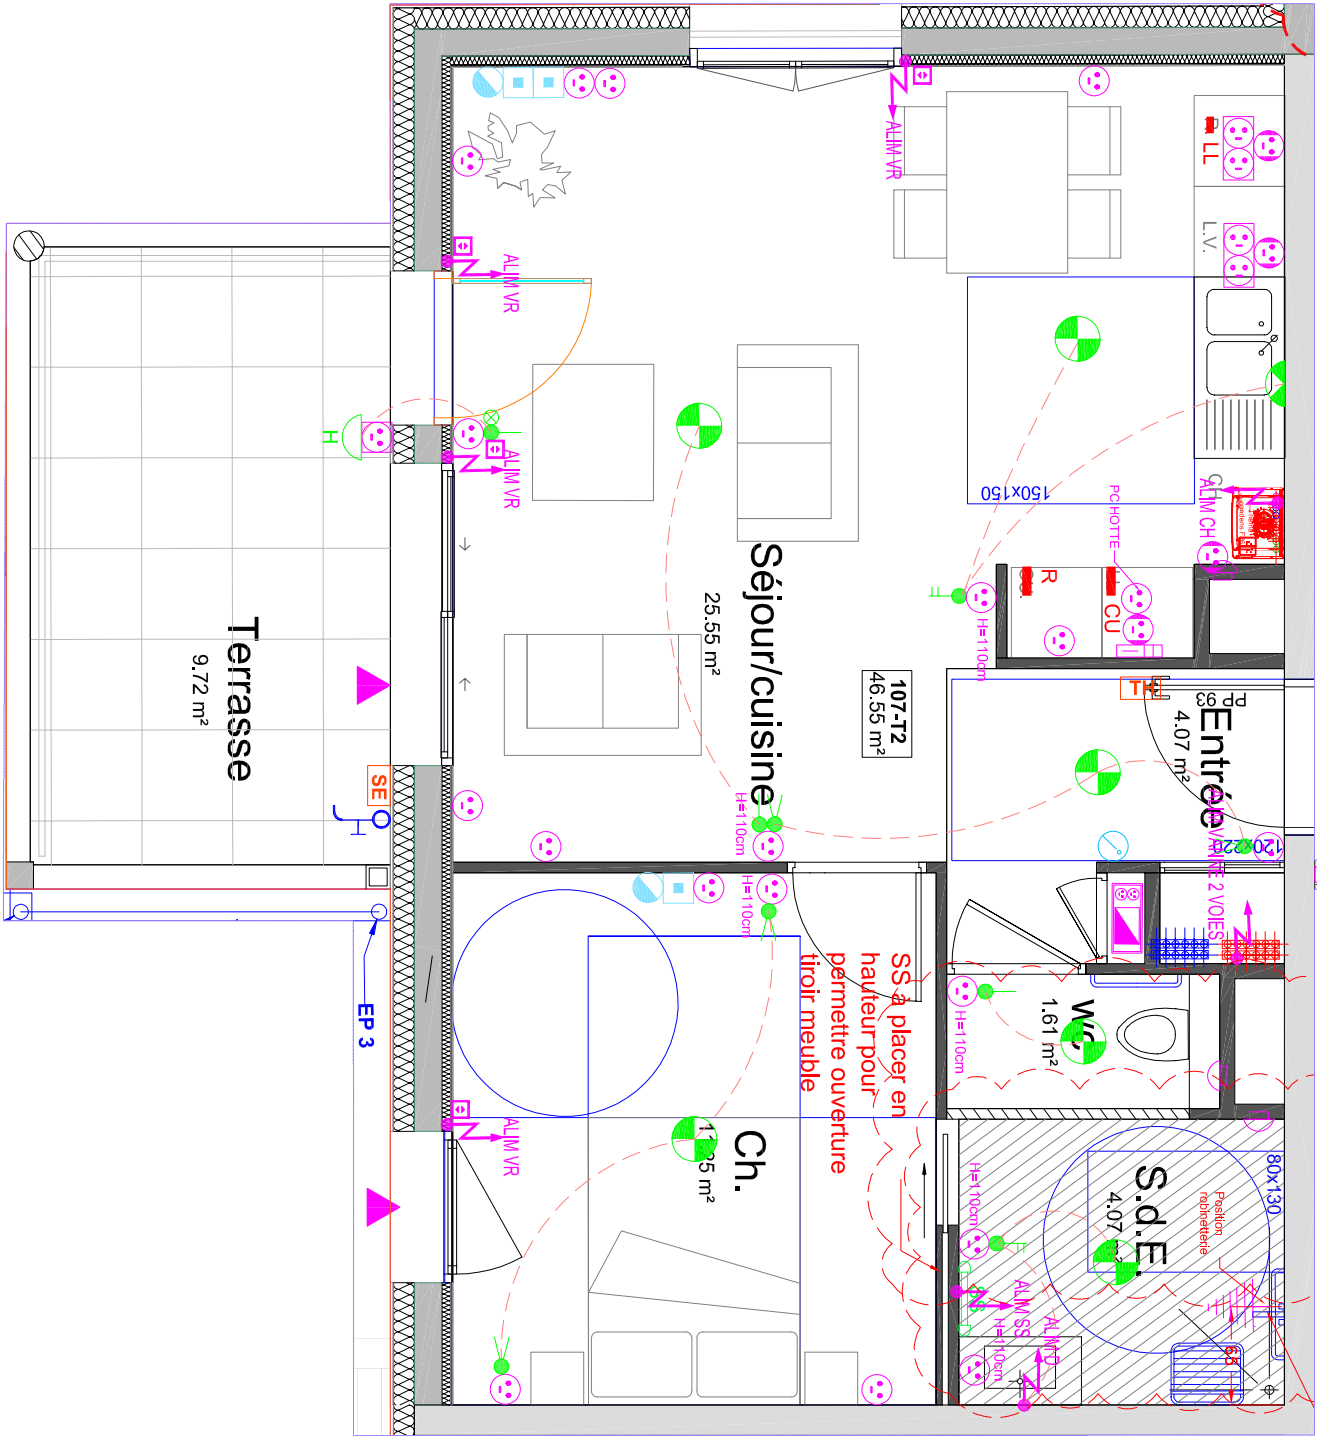 ALIM VR
LL
L.V.
ALIM VR
H
ALIM VR
150x150
ALIM CH
PC HOTTE
R
CU
H=110cm
Séjour/cuisine
25.55 m²
107-T2
46.55 m²
Terrasse
9.72 m²
TH
PP 93
Entrée
4.07 m²
120x220
VANNE 2 VOIES
SE
H=110cm
H=110cm
EP 3
SS à placer en
hauteur pour
permettre ouverture
tiroir meuble
WC
1.61 m²
H=110cm
ALIM VR
Ch.
S.d.E.
4.07 m²
80x130
Position
robinetterie
H=110cm
ALIM SS
H=110cm
65